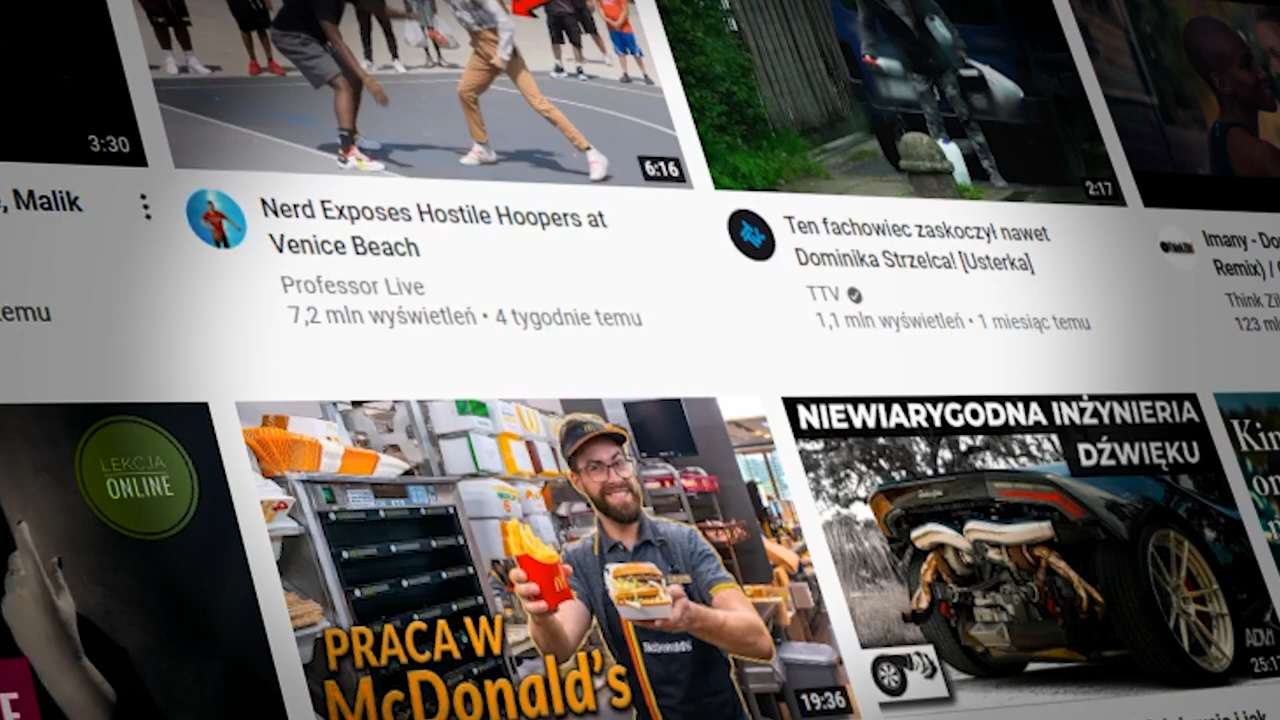 3:30
6:16
2:17
, Malik
Nerd Exposes Hostile Hoopers at
Venice Beach
Professor Live
7,2 mln wyświetleń • 4 tygodnie temu
Ten fachowiec zaskoczył nawet
Dominika Strzelca! [Usterka]
TTV
1,1 mln wyświetleń • 1 miesiąc temu
Imany - Do
Remix) /
Think Zi
123 ml
temu
LEKCJA
ONLINE
PRACA W
McDonald's
McDonald's
19:36
NIEWIARYGODNA INŻYNIERIA
DŹWIĘKU